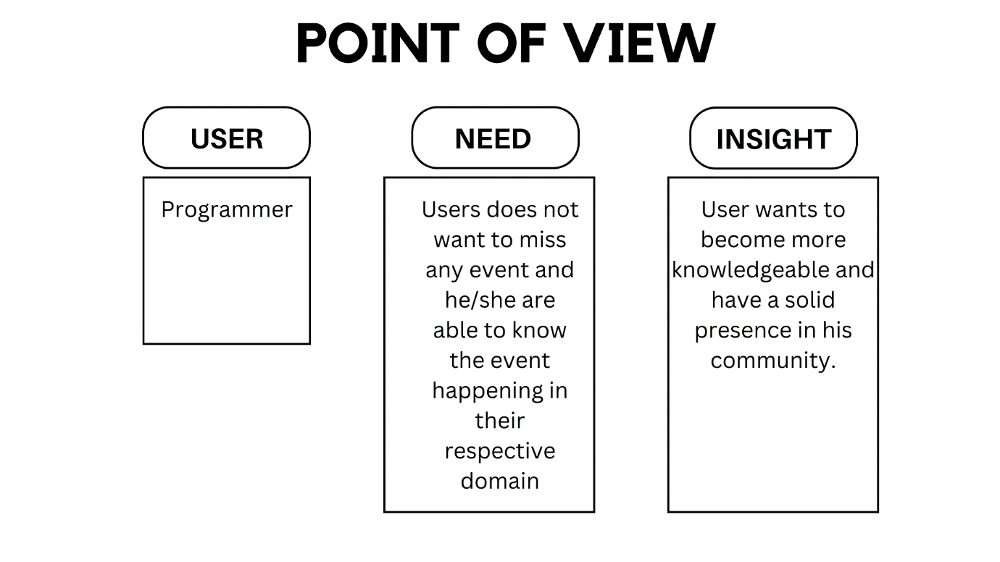 POINT OF VIEW
USER
Programmer
NEED
Users does not
want to miss
any event and
he/she are
able to know
the event
happening in
their
respective
domain
INSIGHT
User wants to
become more
knowledgeable and
have a solid
presence in his
community.